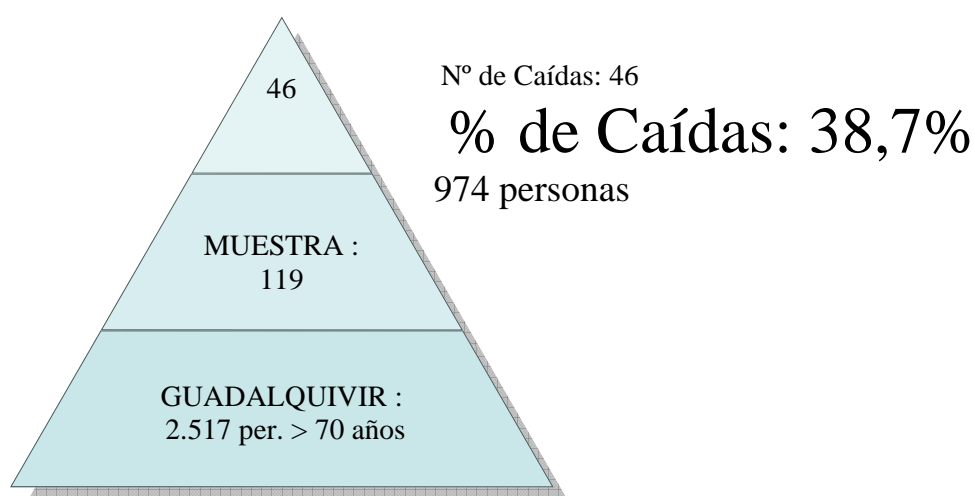 46
Nº de Caídas: 46
% de Caídas: 38,7%
974 personas
MUESTRA :
119
GUADALQUIVIR :
2.517 per. > 70 años